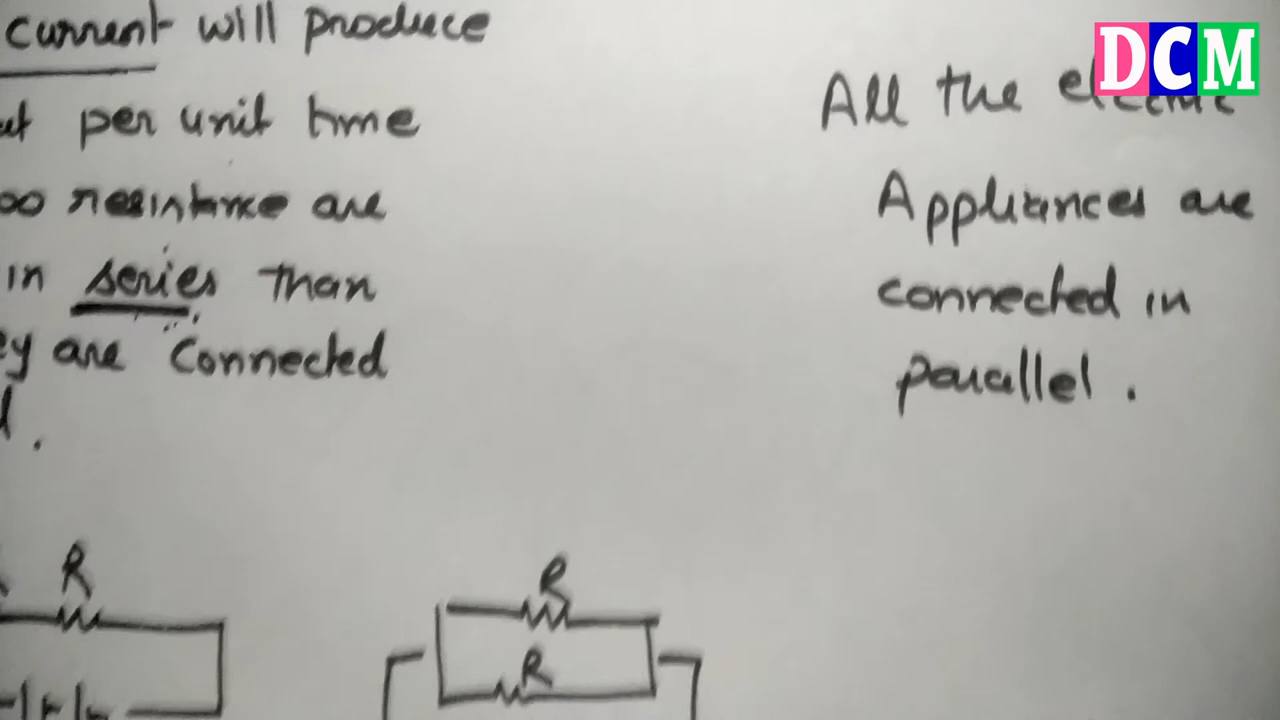 current will produce
per unit time
resistance are
in series than
are connected
DCM
All the electric
Appliances are
connected in
parallel.
R
R
R